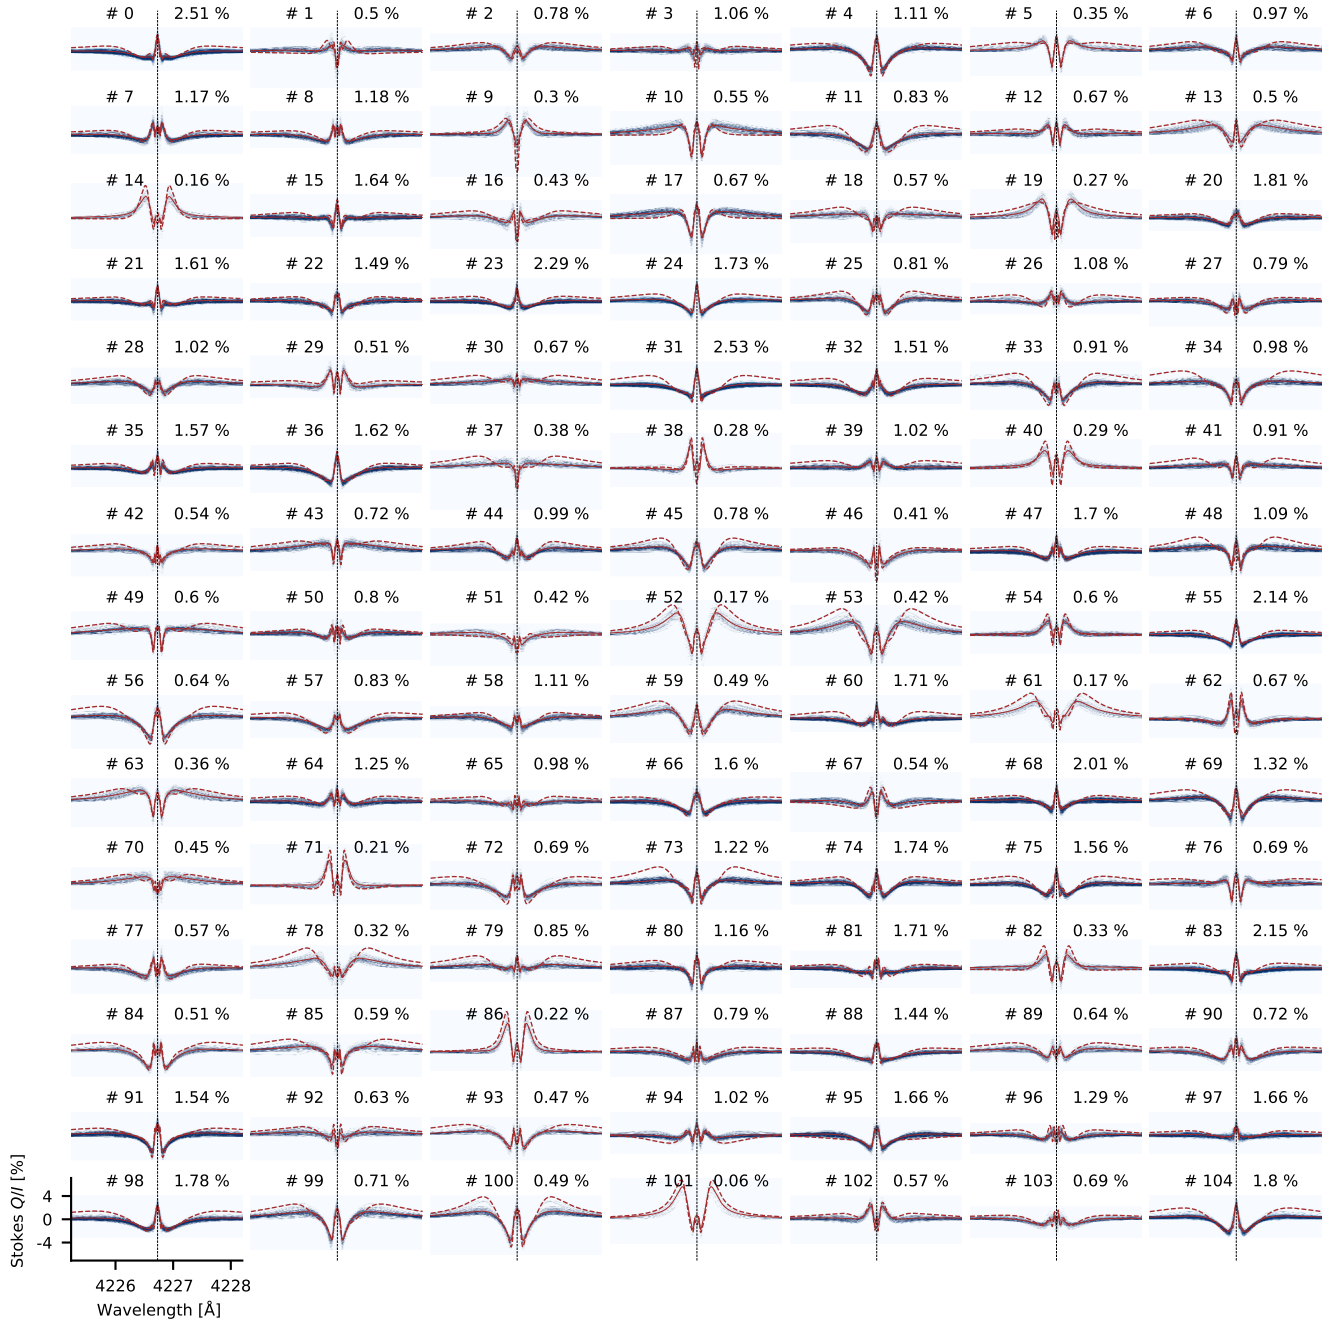 # 0 2.51 % # 1 0.5 % # 2 0.78 % # 3 1.06 % # 4 1.11 % # 5 0.35 % # 6 0.97 %
# 7 1.17 % # 8 1.18 % # 9 0.3 % # 10 0.55 % # 11 0.83 % # 12 0.67 % # 13 0.5 %
# 14 0.16 % # 15 1.64 % # 16 0.43 % # 17 0.67 % # 18 0.57 % # 19 0.27 % # 20 1.81 %
# 21 1.61 % # 22 1.49 % # 23 2.29 % # 24 1.73 % # 25 0.81 % # 26 1.08 % # 27 0.79 %
# 28 1.02 % # 29 0.51 % # 30 0.67 % # 31 2.53 % # 32 1.51 % # 33 0.91 % # 34 0.98 %
# 35 1.57 % # 36 1.62 % # 37 0.38 % # 38 0.28 % # 39 1.02 % # 40 0.29 % # 41 0.91 %
# 42 0.54 % # 43 0.72 % # 44 0.99 % # 45 0.78 % # 46 0.41 % # 47 1.7 % # 48 1.09 %
# 49 0.6 % # 50 0.8 % # 51 0.42 % # 52 0.17 % # 53 0.42 % # 54 0.6 % # 55 2.14 %
# 56 0.64 % # 57 0.83 % # 58 1.11 % # 59 0.49 % # 60 1.71 % # 61 0.17 % # 62 0.67 %
# 63 0.36 % # 64 1.25 % # 65 0.98 % # 66 1.6 % # 67 0.54 % # 68 2.01 % # 69 1.32 %
# 70 0.45 % # 71 0.21 % # 72 0.69 % # 73 1.22 % # 74 1.74 % # 75 1.56 % # 76 0.69 %
# 77 0.57 % # 78 0.32 % # 79 0.85 % # 80 1.16 % # 81 1.71 % # 82 0.33 % # 83 2.15 %
# 84 0.51 % # 85 0.59 % # 86 0.22 % # 87 0.79 % # 88 1.44 % # 89 0.64 % # 90 0.72 %
# 91 1.54 % # 92 0.63 % # 93 0.47 % # 94 1.02 % # 95 1.66 % # 96 1.29 % # 97 1.66 %
# 98 1.78 % # 99 0.71 % # 100 0.49 % # 101 0.06 % # 102 0.57 % # 103 0.69 % # 104 1.8 %
Stokes Q/I [%]
4
0
-4
4226 4227 4228
Wavelength [Å]